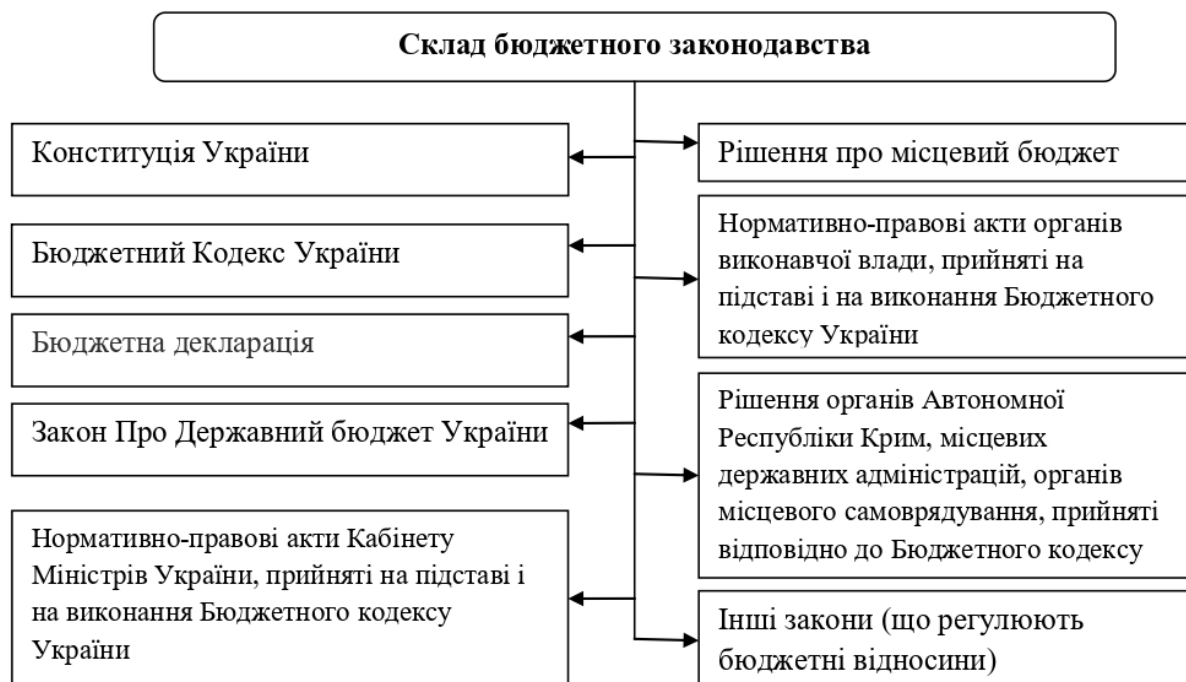 Склад бюджетного законодавства
Конституція України
Бюджетний Кодекс України
Бюджетна декларація
Закон Про Державний бюджет України
Нормативно-правові акти Кабінету
Міністрів України, прийняті на підставі і
на виконання Бюджетного кодексу
України
Рішення про місцевий бюджет
Нормативно-правові акти органів
виконавчої влади, прийняті на
підставі і на виконання Бюджетного
кодексу України
Рішення органів Автономної
Республіки Крим, місцевих
державних адміністрацій, органів
місцевого самоврядування, прийняті
відповідно до Бюджетного кодексу
Інші закони (що регулюють
бюджетні відносини)